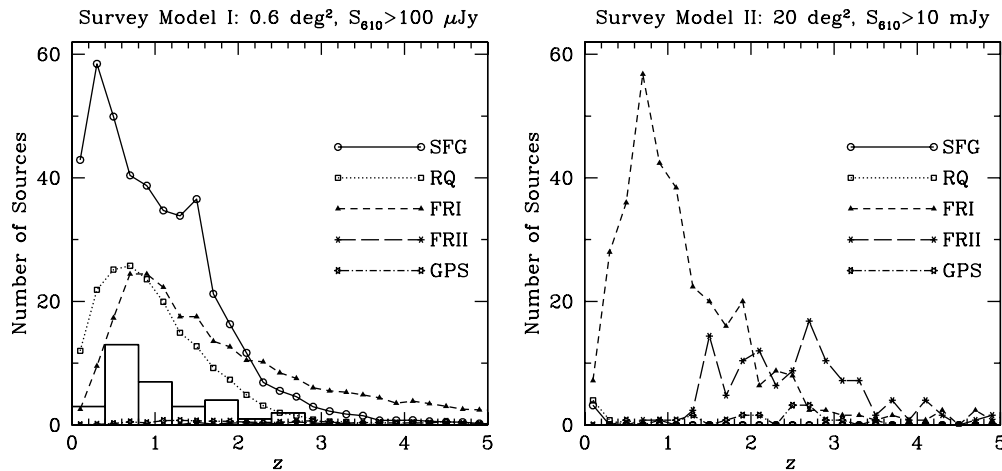 Survey Model I: 0.6 deg², S₆₁₀>100 μJy
Number of Sources
60
40
20
0
0 1 2 3 4 5
z
SFG
RQ
FRI
FRII
GPS
Survey Model II: 20 deg², S₆₁₀>10 mJy
Number of Sources
60
40
20
0
0 1 2 3 4 5
z
SFG
RQ
FRI
FRII
GPS